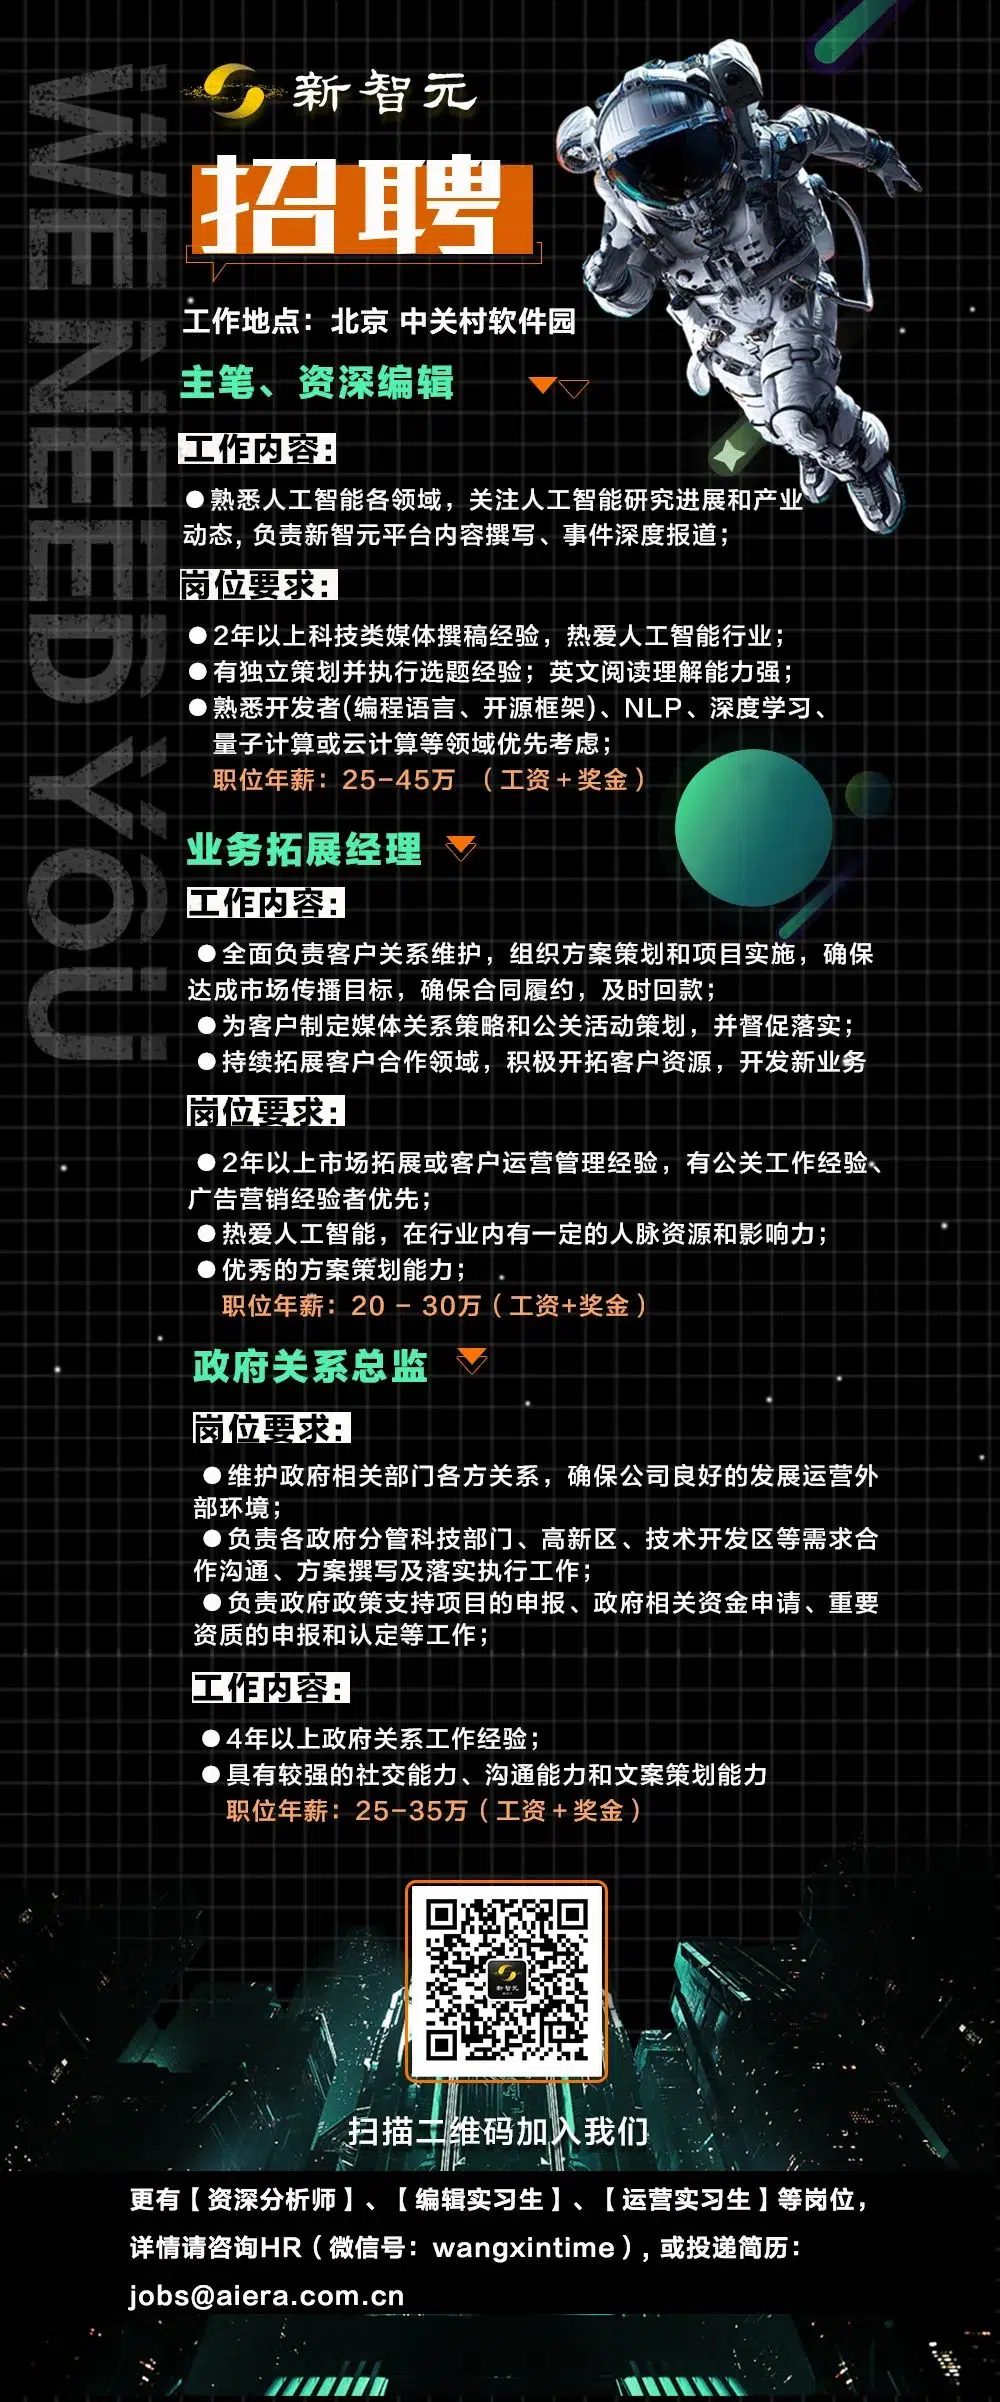 WE NEED YOU
新智元
招聘
工作地点：北京 中关村软件园
主笔、资深编辑
工作内容：
●熟悉人工智能各领域，关注人工智能研究进展和产业
动态，负责新智元平台内容撰写、事件深度报道；
岗位要求：
●2年以上科技类媒体撰稿经验，热爱人工智能行业；
●有独立策划并执行选题经验；英文阅读理解能力强；
●熟悉开发者(编程语言、开源框架)、NLP、深度学习、
量子计算或云计算等领域优先考虑；
职位年薪：25-45万 （工资+奖金）
业务拓展经理
工作内容：
●全面负责客户关系维护，组织方案策划和项目实施，确保
达成市场传播目标，确保合同履约，及时回款；
●为客户制定媒体关系策略和公关活动策划，并督促落实；
●持续拓展客户合作领域，积极开拓客户资源，开发新业务
岗位要求：
●2年以上市场拓展或客户运营管理经验，有公关工作经验、
广告营销经验者优先；
●热爱人工智能，在行业内有一定的人脉资源和影响力；
●优秀的方案策划能力；
职位年薪：20 - 30万（工资+奖金）
政府关系总监
岗位要求：
●维护政府相关部门各方关系，确保公司良好的发展运营外
部环境；
●负责各政府分管科技部门、高新区、技术开发区等需求合
作沟通、方案撰写及落实执行工作；
●负责政府政策支持项目的申报、政府相关资金申请、重要
资质的申报和认定等工作；
工作内容：
●4年以上政府关系工作经验；
●具有较强的社交能力、沟通能力和文案策划能力
职位年薪：25-35万（工资+奖金）
新智元
扫描二维码加入我们
更有【资深分析师】、【编辑实习生】、【运营实习生】等岗位，
详情请咨询HR（微信号：wangxintime），或投递简历：
jobs@aiera.com.cn